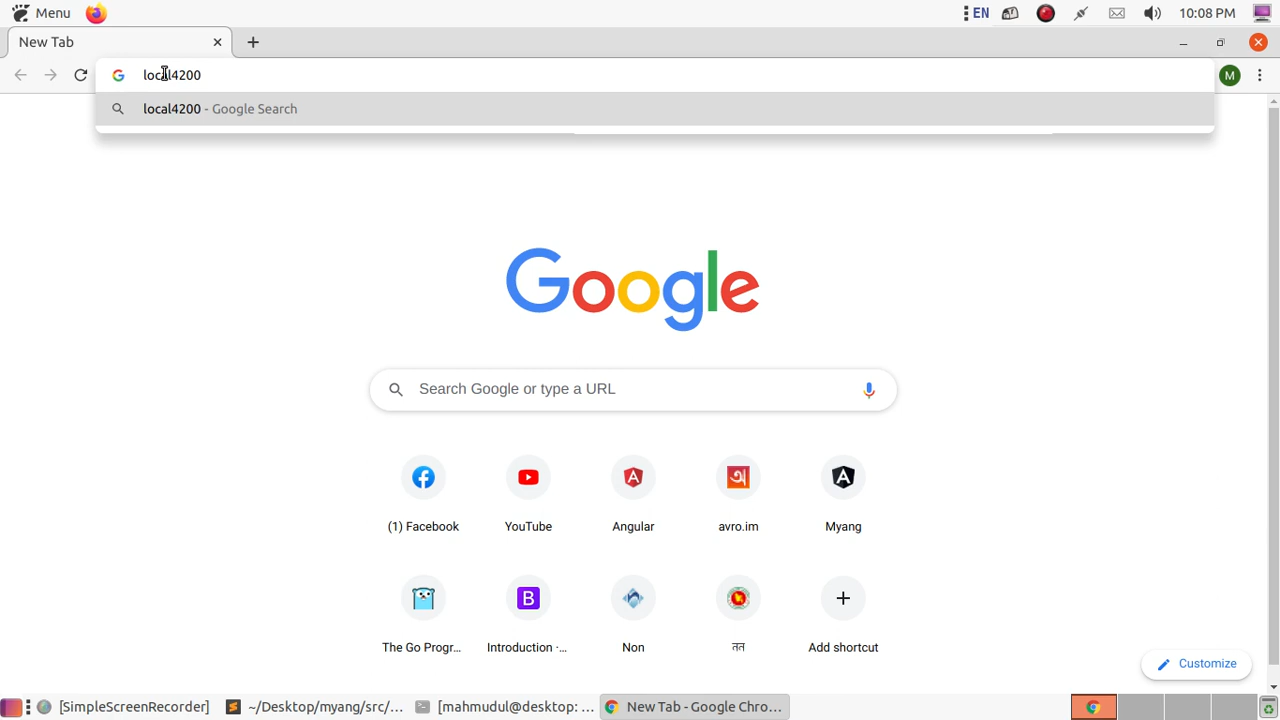 Menu EN 10:08 PM
New Tab
local4200 M
local4200 - Google Search
Google
Search Google or type a URL
(1) Facebook YouTube Angular avro.im Myang
B
The Go Progr... Introduction ·... Non নন Add shortcut
Customize
[SimpleScreenRecorder] ~/Desktop/myang/src/... [mahmudul@desktop: ... New Tab - Google Chro...